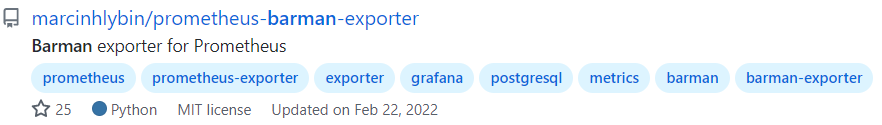 marcinhlybin/prometheus-barman-exporter
Barman exporter for Prometheus
prometheus prometheus-exporter exporter grafana postgresql metrics barman barman-exporter
25 Python MIT license Updated on Feb 22, 2022